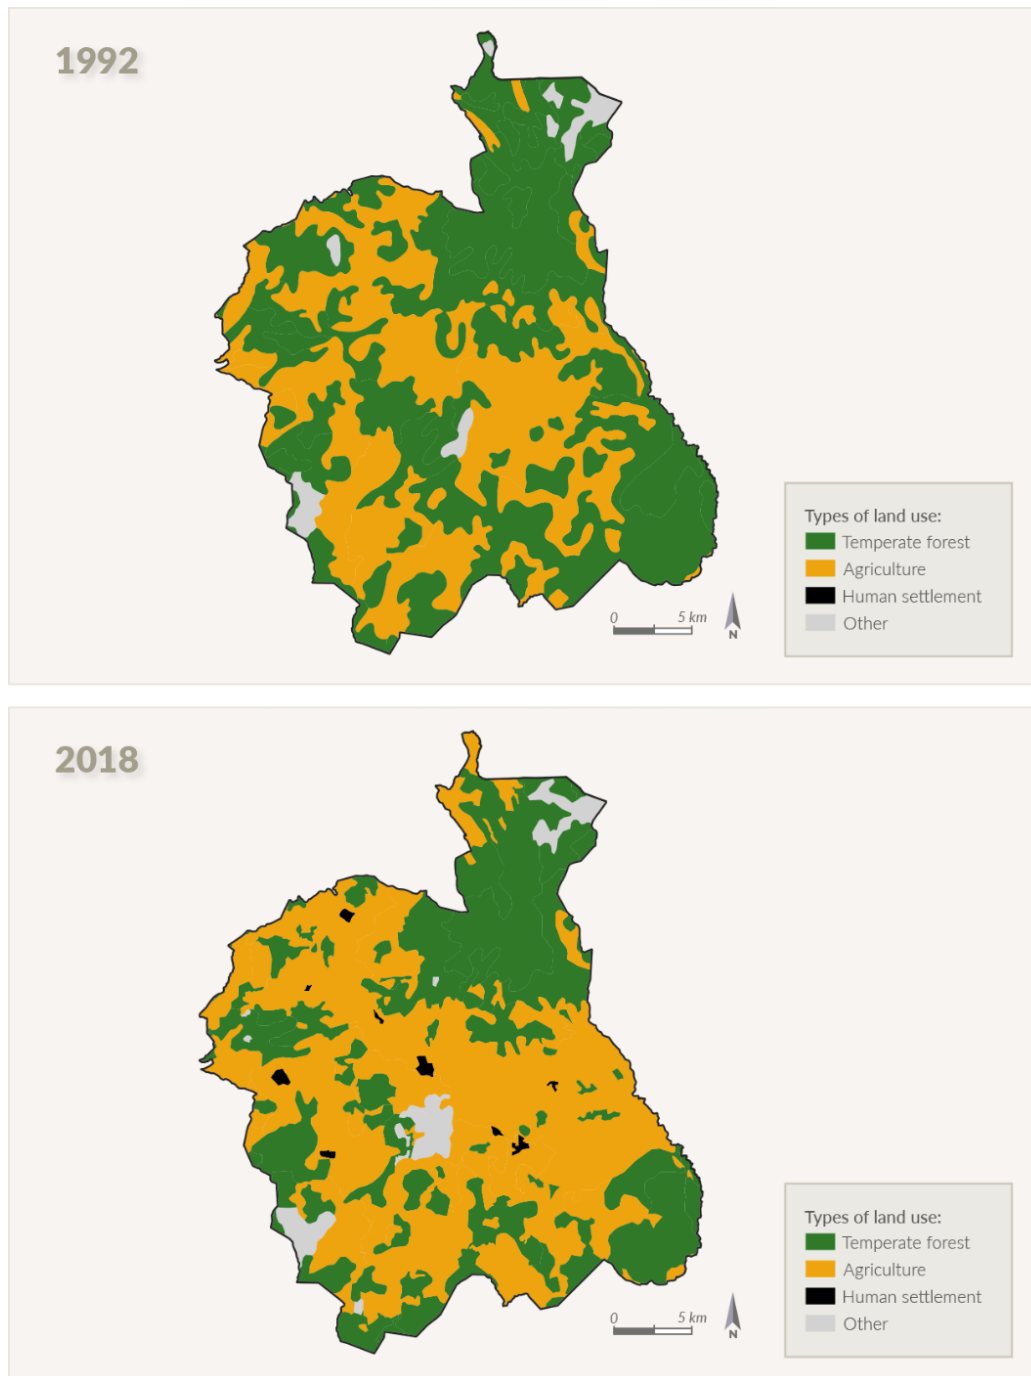 1992
Types of land use:
Temperate forest
Agriculture
Human settlement
Other
0 5 km
N
2018
Types of land use:
Temperate forest
Agriculture
Human settlement
Other
0 5 km
N